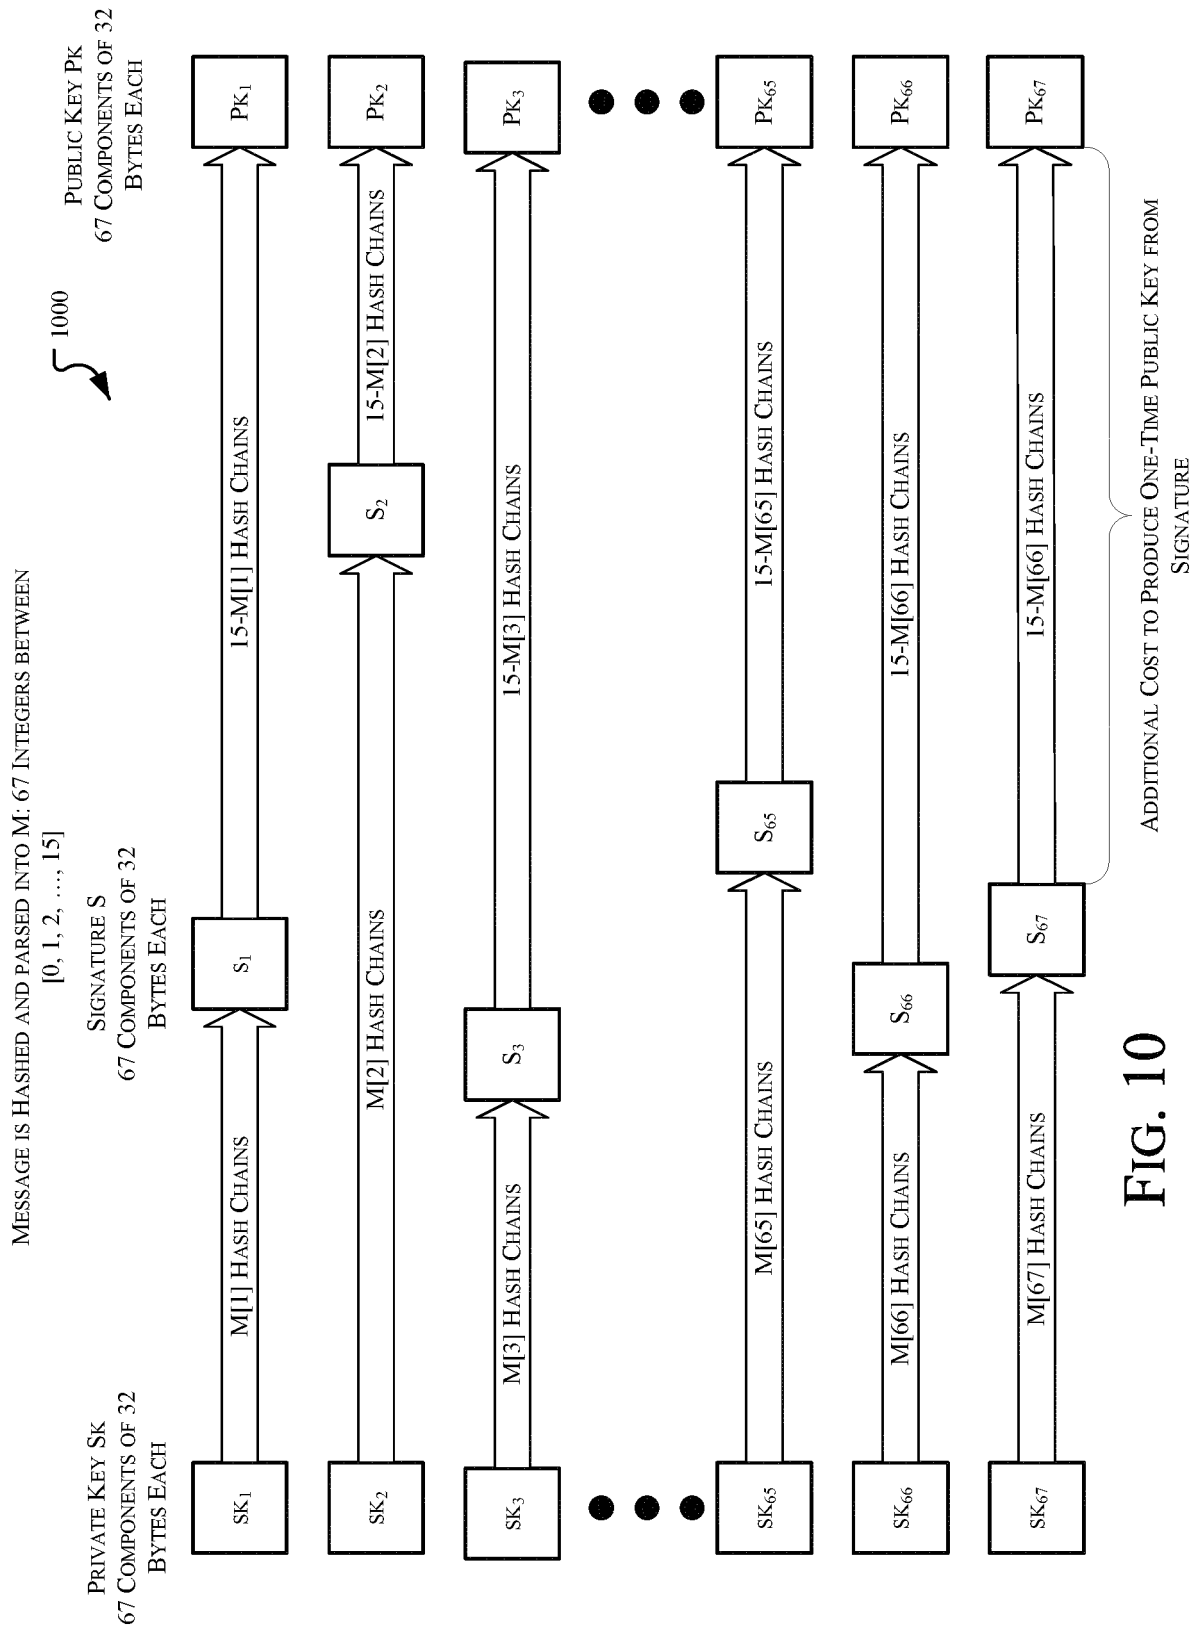 MESSAGE IS HASHED AND PARSED INTO M: 67 INTEGERS BETWEEN
[0, 1, 2, …, 15]
PRIVATE KEY SK
67 COMPONENTS OF 32
BYTES EACH
SIGNATURE S
67 COMPONENTS OF 32
BYTES EACH
1000
PUBLIC KEY PK
67 COMPONENTS OF 32
BYTES EACH
SK1
M[1] HASH CHAINS
S1
15-M[1] HASH CHAINS
PK1
SK2
M[2] HASH CHAINS
S2
15-M[2] HASH CHAINS
PK2
SK3
M[3] HASH CHAINS
S3
15-M[3] HASH CHAINS
PK3
SK65
M[65] HASH CHAINS
S65
15-M[65] HASH CHAINS
PK65
SK66
M[66] HASH CHAINS
S66
15-M[66] HASH CHAINS
PK66
SK67
M[67] HASH CHAINS
S67
15-M[66] HASH CHAINS
PK67
ADDITIONAL COST TO PRODUCE ONE-TIME PUBLIC KEY FROM
SIGNATURE
FIG. 10